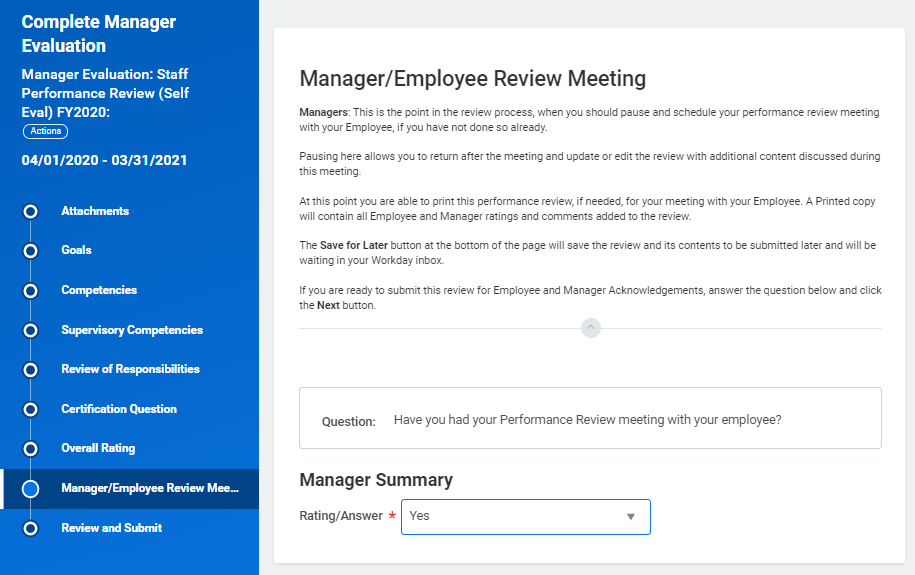 Complete Manager
Evaluation
Manager Evaluation: Staff
Performance Review (Self
Eval) FY2020:
Actions
04/01/2020 - 03/31/2021
Attachments
Goals
Competencies
Supervisory Competencies
Review of Responsibilities
Certification Question
Overall Rating
Manager/Employee Review Mee...
Review and Submit
Manager/Employee Review Meeting
Managers: This is the point in the review process, when you should pause and schedule your performance review meeting
with your Employee, if you have not done so already.
Pausing here allows you to return after the meeting and update or edit the review with additional content discussed during
this meeting.
At this point you are able to print this performance review, if needed, for your meeting with your Employee. A Printed copy
will contain all Employee and Manager ratings and comments added to the review.
The Save for Later button at the bottom of the page will save the review and its contents to be submitted later and will be
waiting in your Workday inbox.
If you are ready to submit this review for Employee and Manager Acknowledgements, answer the question below and click
the Next button.
Question: Have you had your Performance Review meeting with your employee?
Manager Summary
Rating/Answer * Yes